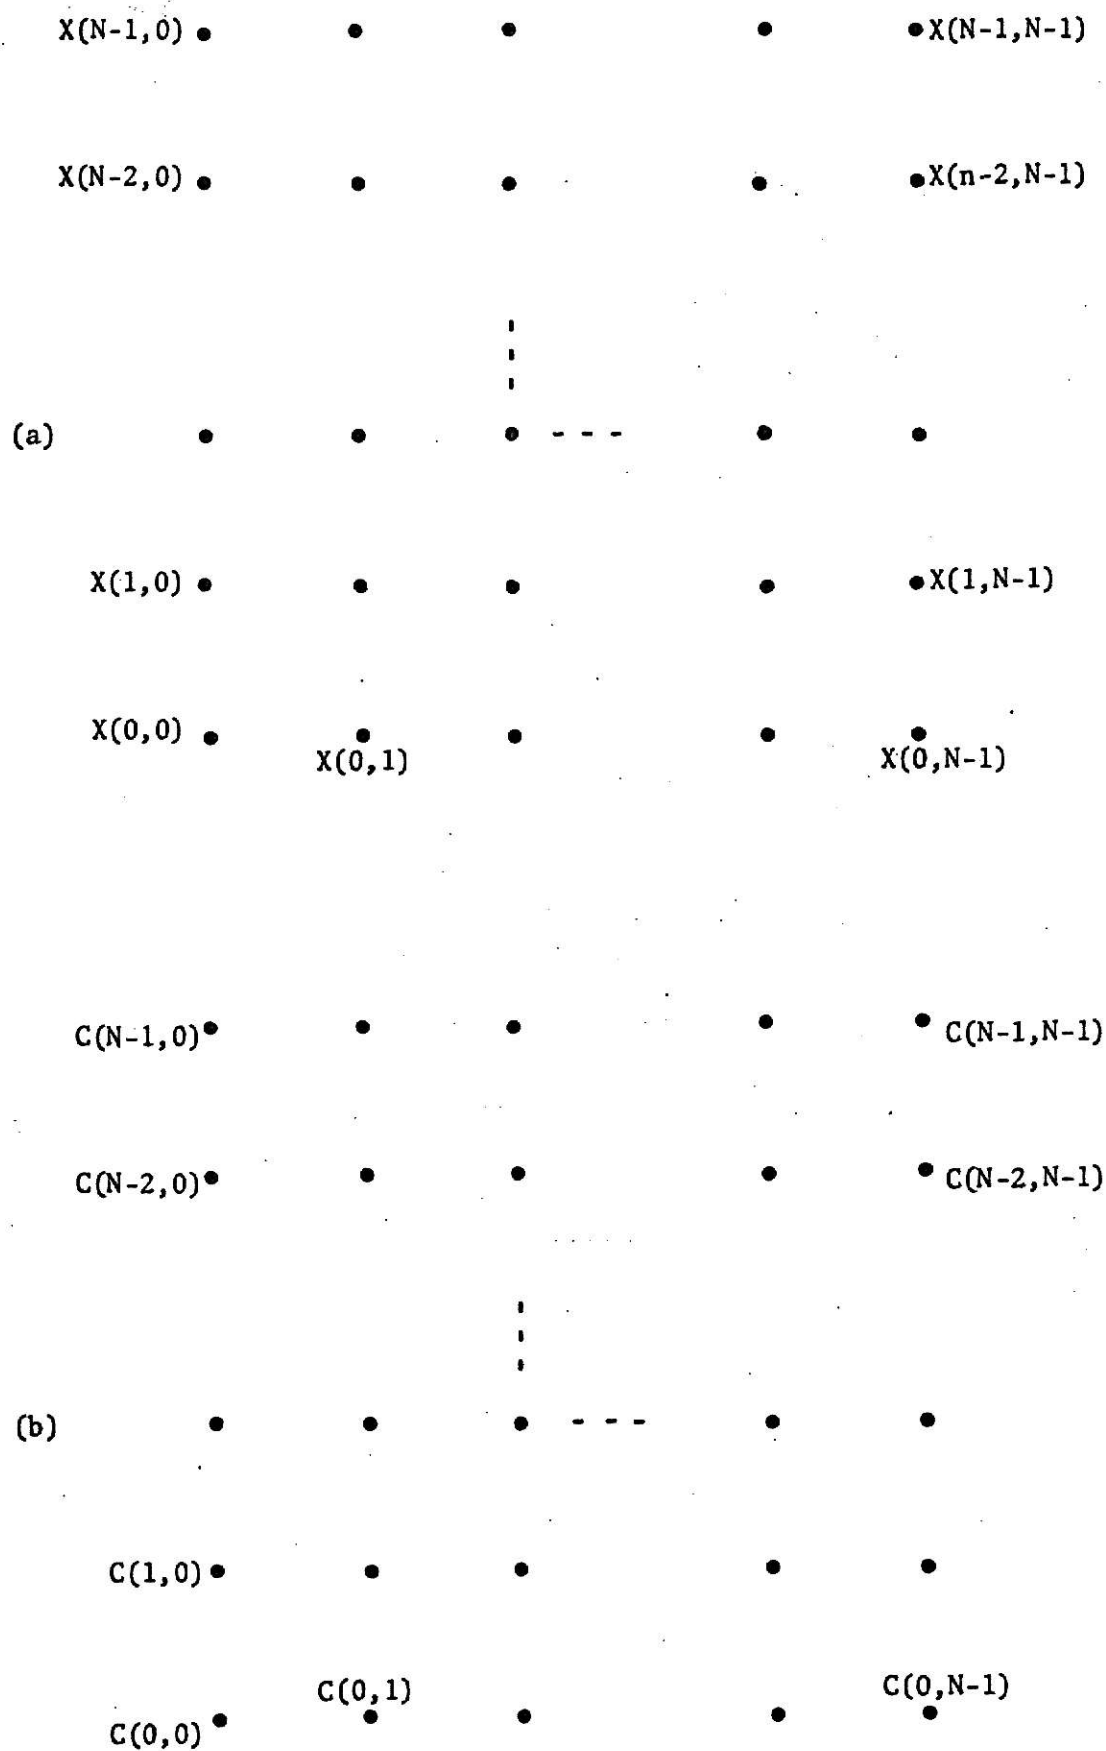 X(N-1,0) X(N-1,N-1)
X(N-2,0) X(n-2,N-1)
(a)
X(1,0) X(1,N-1)
X(0,0)
X(0,1) X(0,N-1)
C(N-1,0) C(N-1,N-1)
C(N-2,0) C(N-2,N-1)
(b)
C(1,0)
C(0,1) C(0,N-1)
C(0,0)